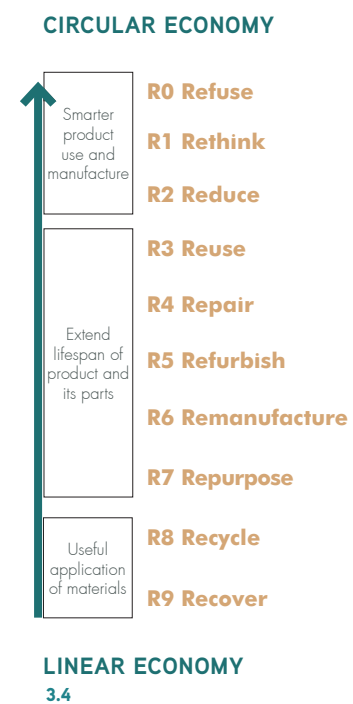 CIRCULAR ECONOMY
Smarter
product
use and
manufacture
R0 Refuse
R1 Rethink
R2 Reduce
Extend
lifespan of
product and
its parts
R3 Reuse
R4 Repair
R5 Refurbish
R6 Remanufacture
R7 Repurpose
Useful
application
of materials
R8 Recycle
R9 Recover
LINEAR ECONOMY
3.4